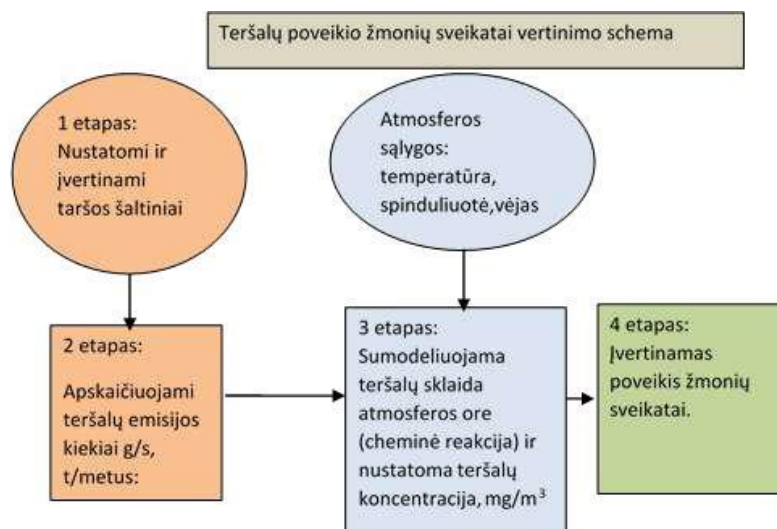 Teršalų poveikio žmonių sveikatai vertinimo schema
1 etapas:
Nustatomi ir
įvertinami
taršos šaltiniai
Atmosferos
sąlygos:
temperatūra,
spinduliuotė,vėjas
2 etapas:
Apskaičiuojami
teršalų emisijos
kiekiai g/s,
t/metus:
3 etapas:
Sumodeliuojama
teršalų sklaida
atmosferos ore
(cheminė reakcija) ir
nustatoma teršalų
koncentracija, mg/m³
4 etapas:
Įvertinamas
poveikis žmonių
sveikatai.